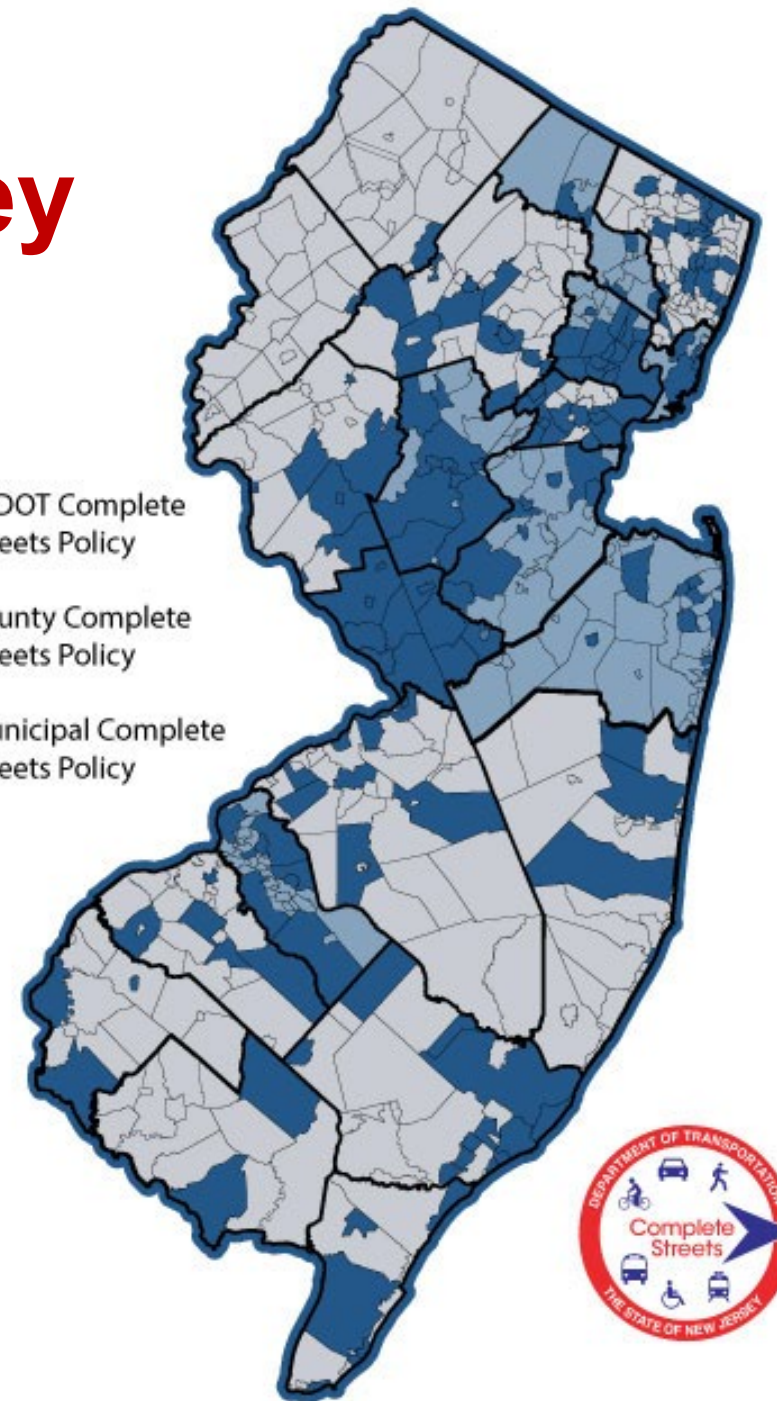 ey
DOT Complete
eets Policy
unty Complete
eets Policy
unicipal Complete
eets Policy
DEPARTMENT OF TRANSPORTATION
Complete
Streets
THE STATE OF NEW JERSEY